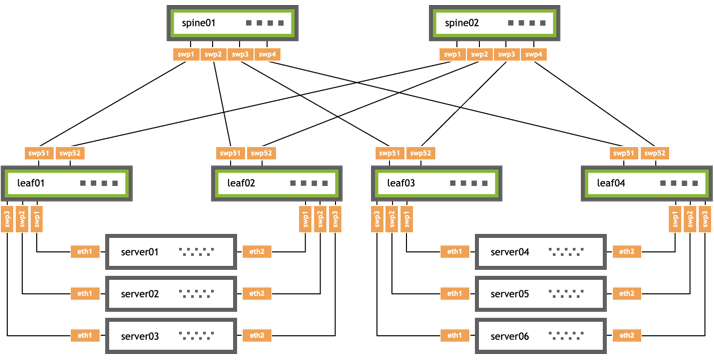 spine01
spine02
swp1 swp2 swp3 swp4
swp1 swp2 swp3 swp4
swp51 swp52
swp51 swp52
swp51 swp52
swp51 swp52
leaf01
leaf02
leaf03
leaf04
swp3 swp2 swp1
swp1 swp2 swp3
swp3 swp2 swp1
swp1 swp2 swp3
eth1 server01 eth2
eth1 server04 eth2
eth1 server02 eth2
eth1 server05 eth2
eth1 server03 eth2
eth1 server06 eth2